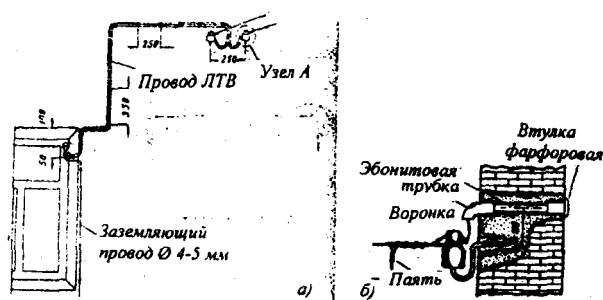 250
250
Узел А
Провод ЛТВ
350
100
50
Заземляющий
провод Ø 4-5 мм
а)
Втулка
фарфоровая
Эбонитовая
трубка
Воронка
Паять
б)